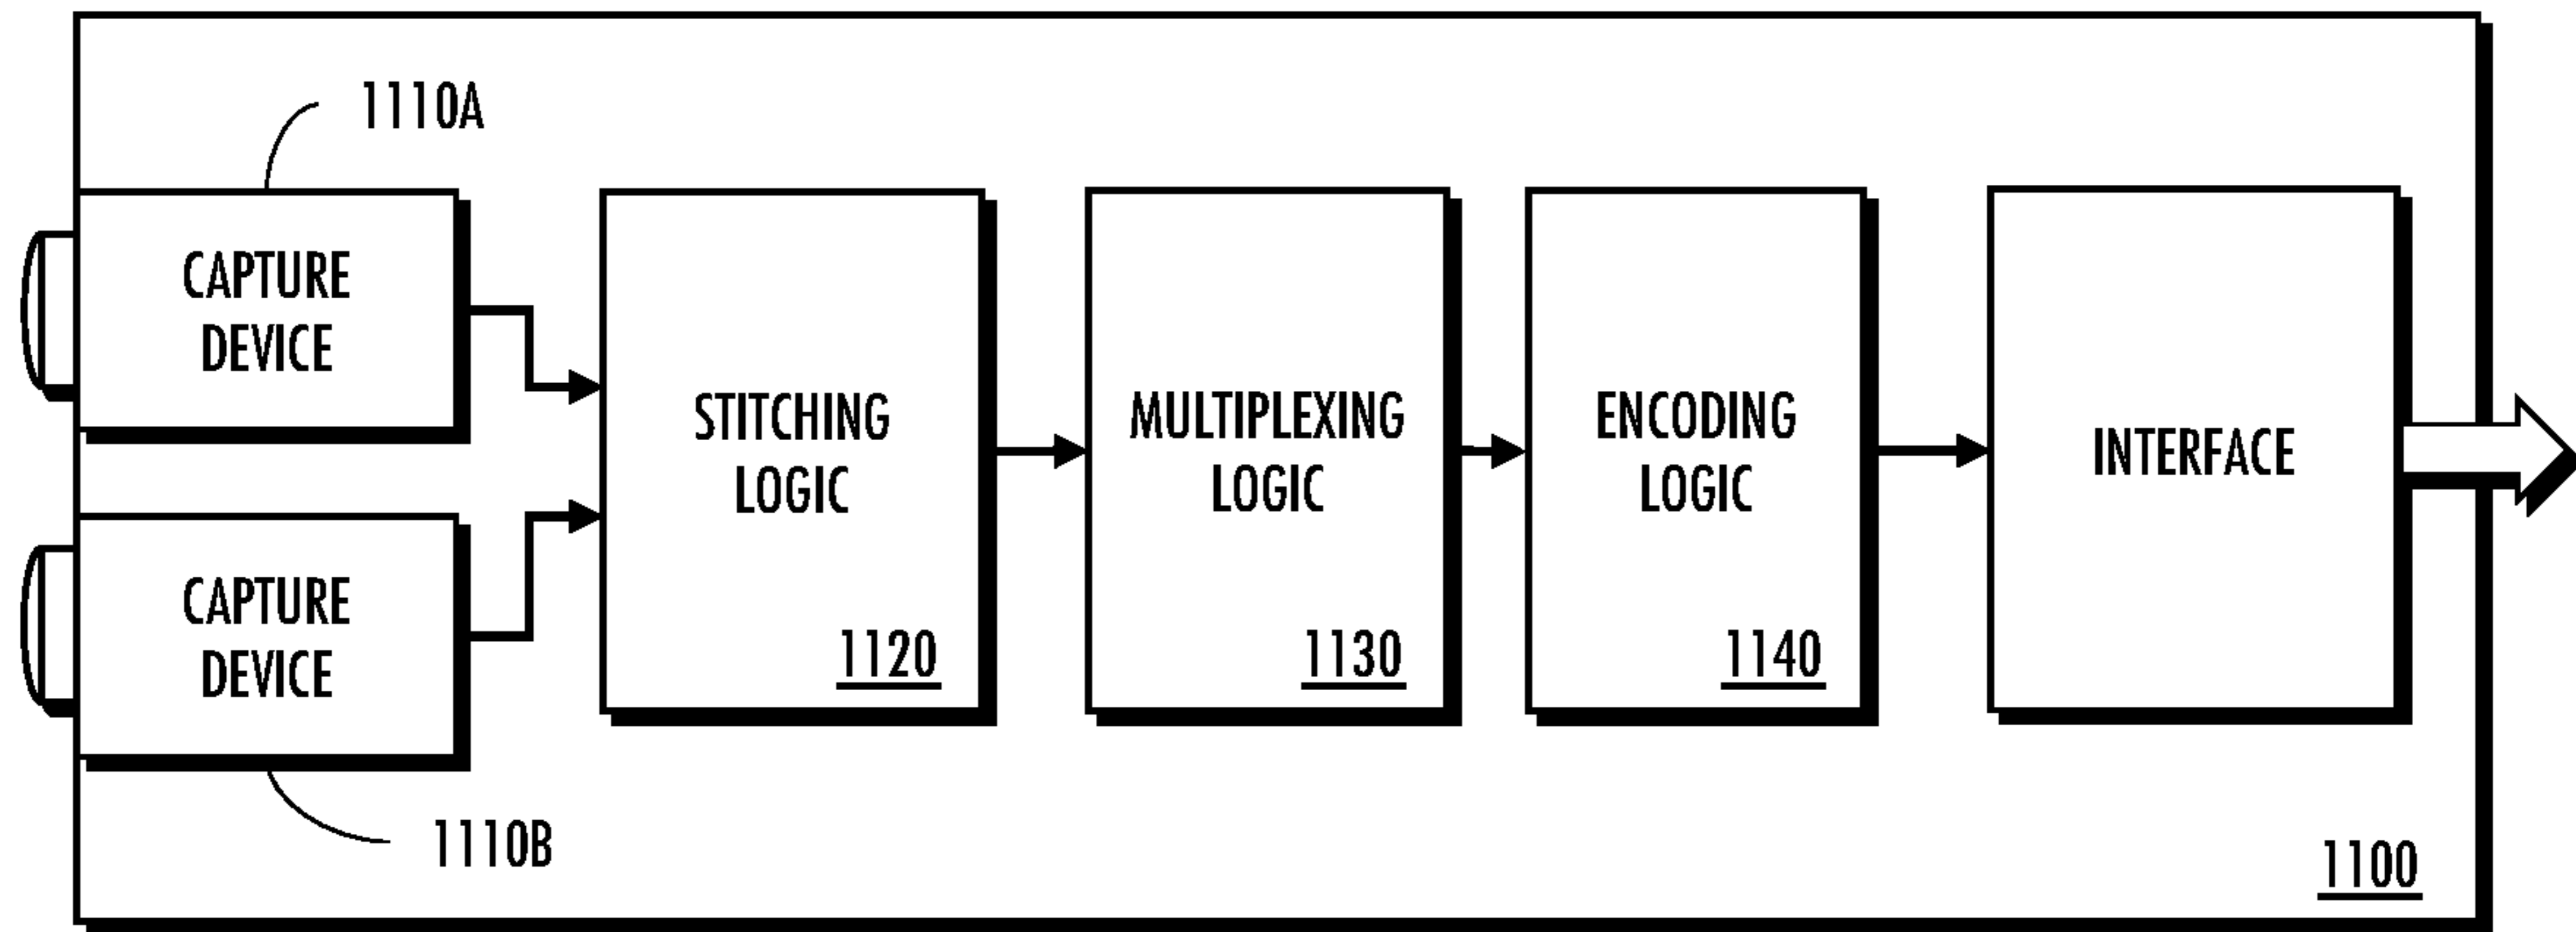 1110A
CAPTURE
DEVICE
CAPTURE
DEVICE
1110B
STITCHING
LOGIC
1120
MULTIPLEXING
LOGIC
1130
ENCODING
LOGIC
1140
INTERFACE
1100